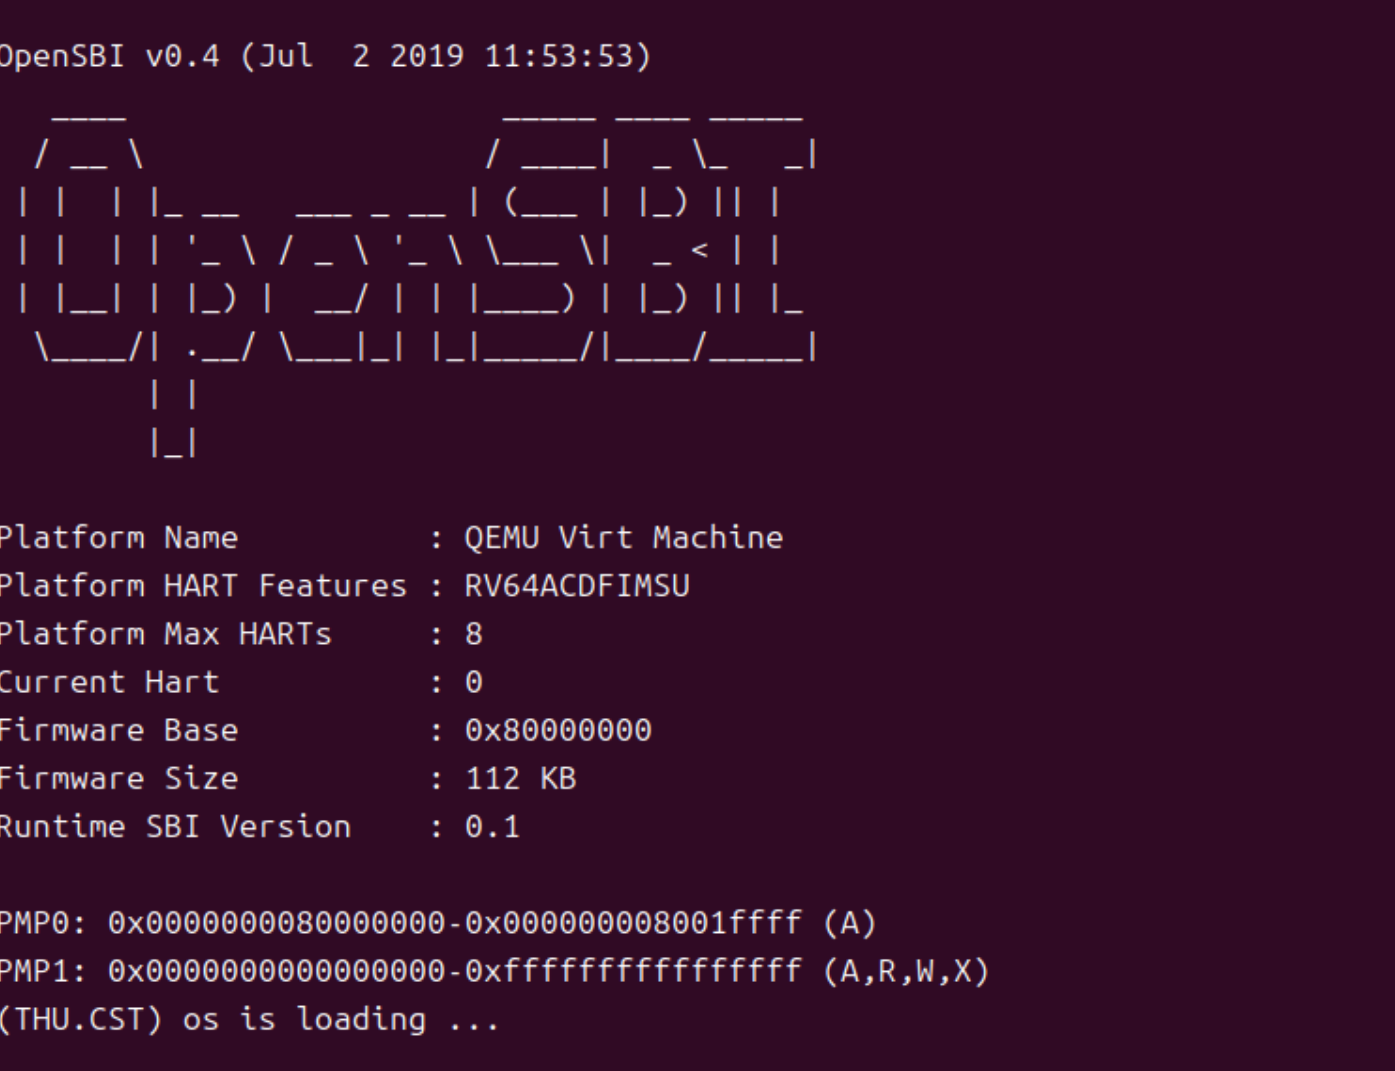 OpenSBI v0.4 (Jul  2 2019 11:53:53)
   ____                    _____ ____ _____
  / __ \                  / ____|  _ \_   _|
 | |  | |_ __   ___ _ __ | (___ | |_) || |
 | |  | | '_ \ / _ \ '_ \ \___ \|  _ < | |
 | |__| | |_) |  __/ | | |____) | |_) || |_
  \____/| .__/ \___|_| |_|_____/|____/_____|
        | |
        |_|
Platform Name          : QEMU Virt Machine
Platform HART Features : RV64ACDFIMSU
Platform Max HARTs     : 8
Current Hart           : 0
Firmware Base          : 0x80000000
Firmware Size          : 112 KB
Runtime SBI Version    : 0.1
PMP0: 0x0000000080000000-0x000000008001ffff (A)
PMP1: 0x0000000000000000-0xffffffffffffffff (A,R,W,X)
(THU.CST) os is loading ...